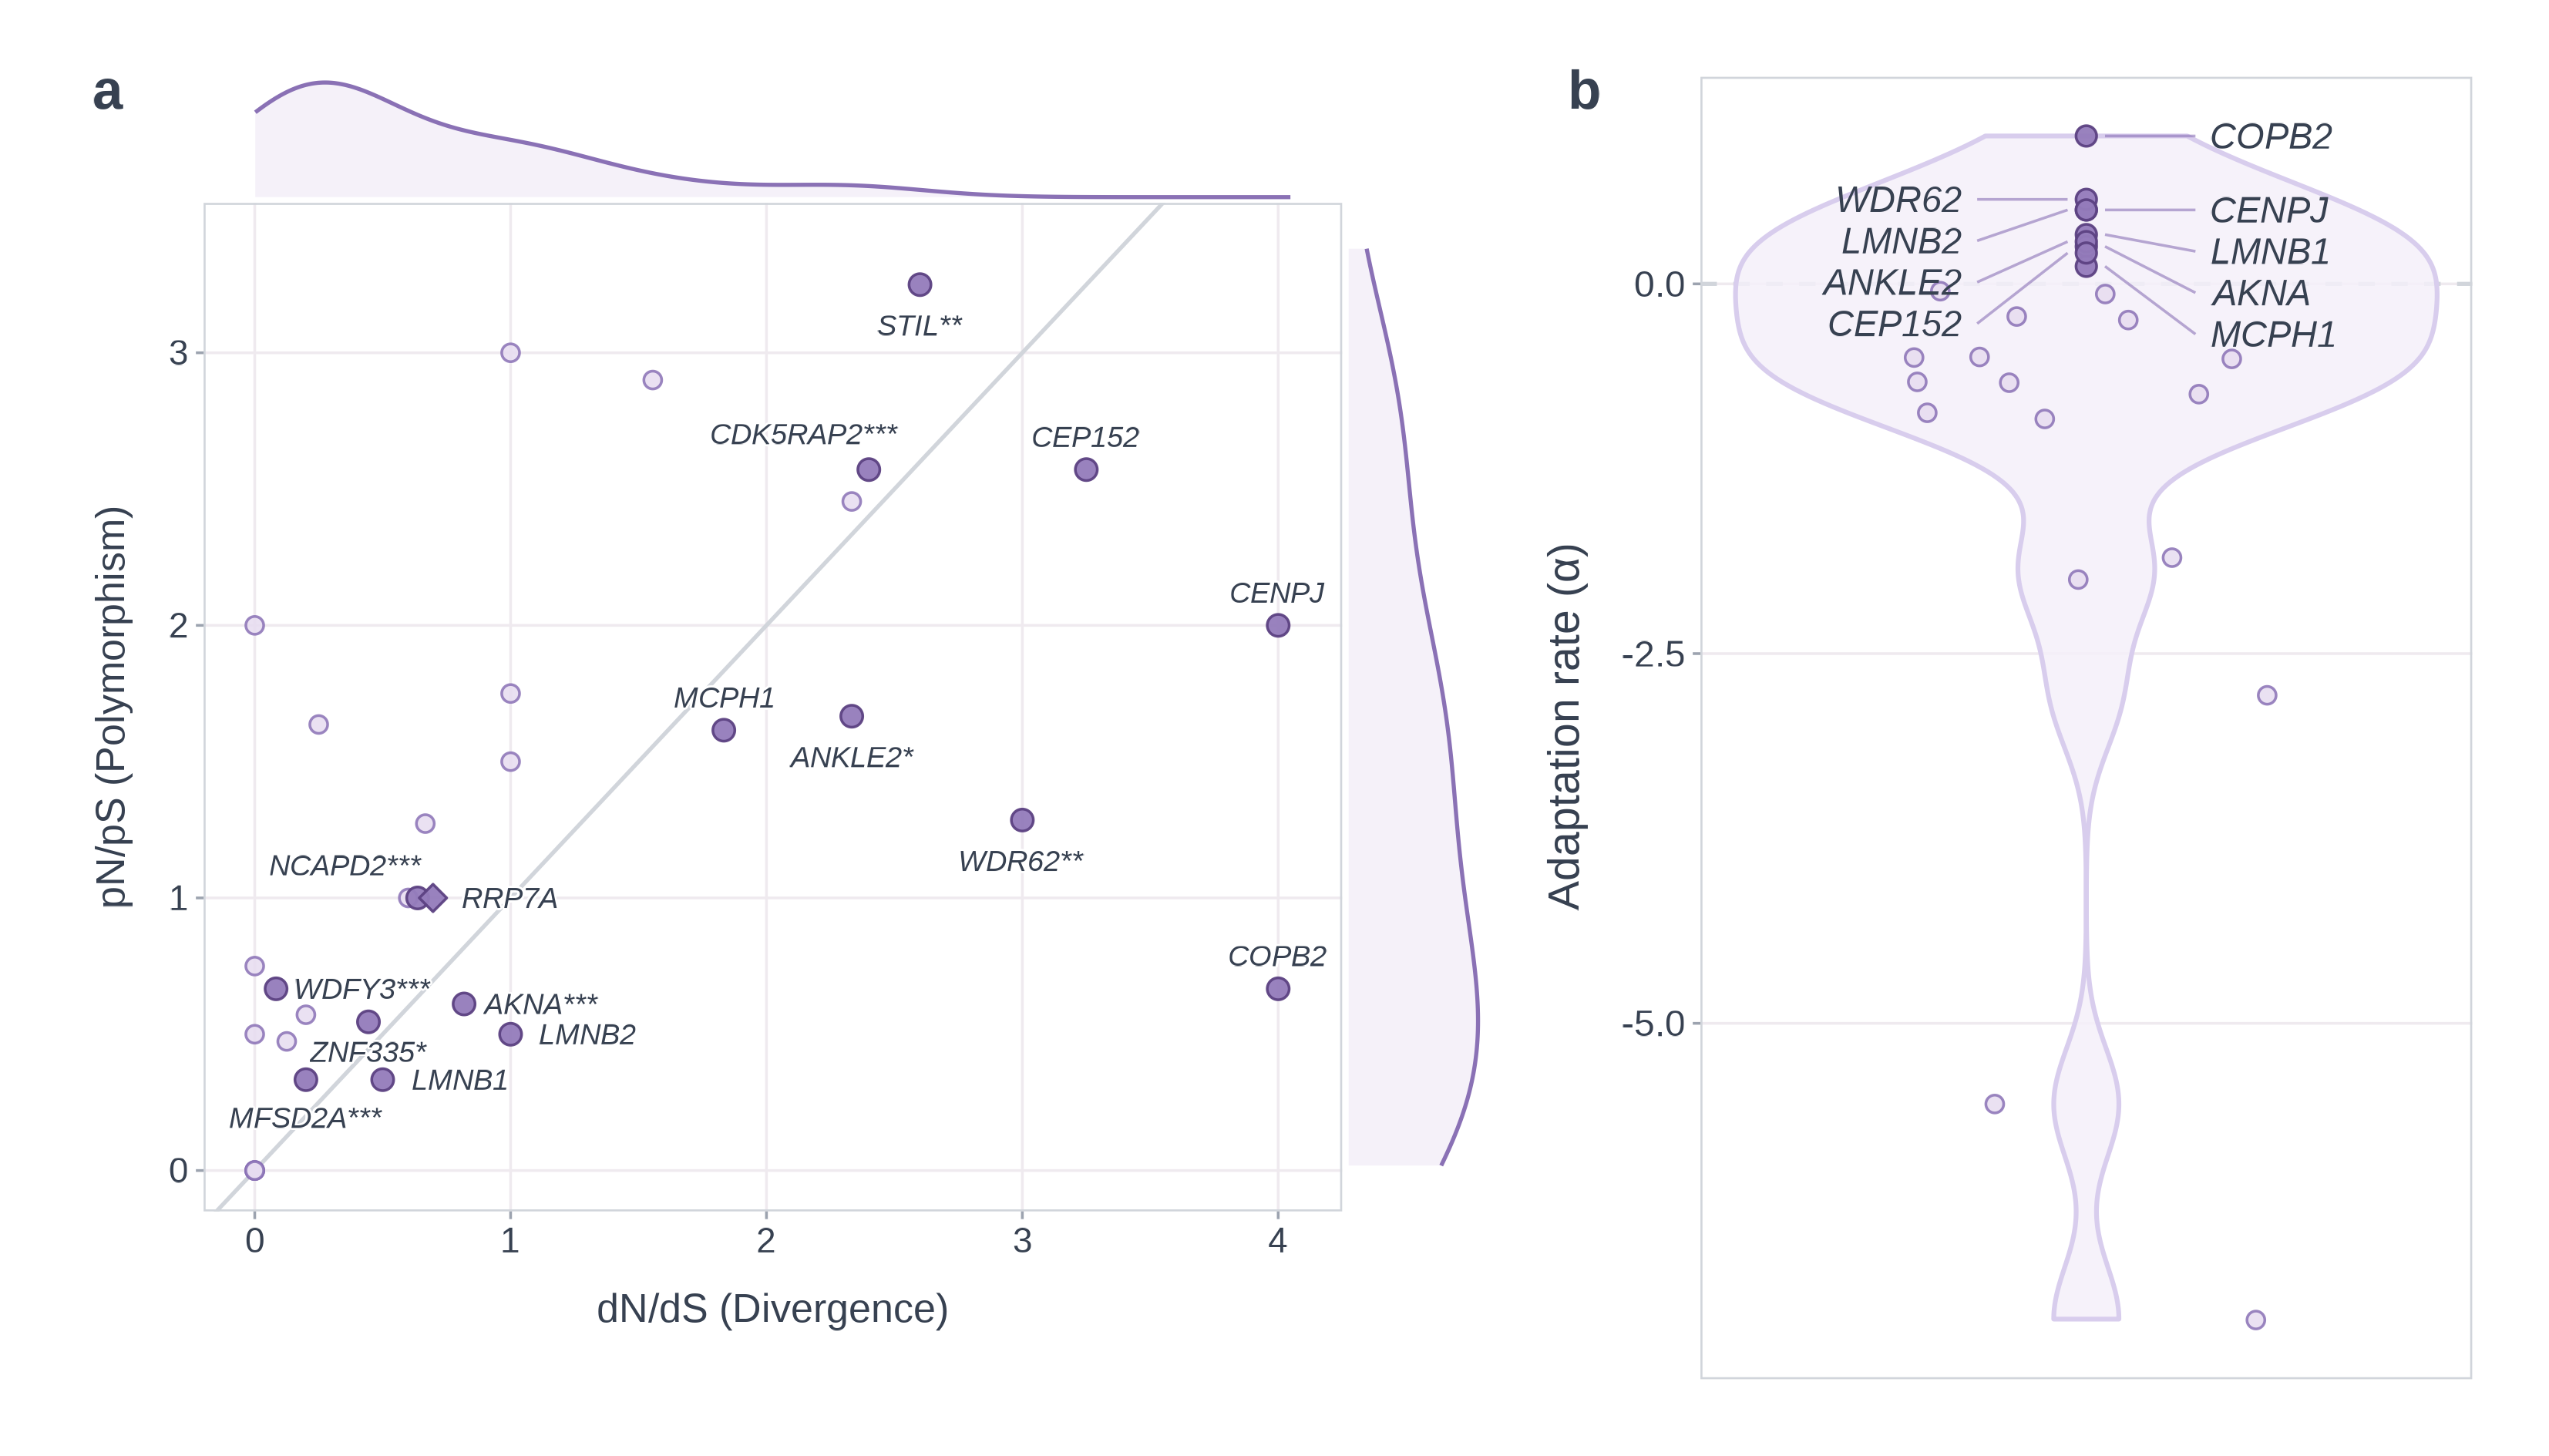 a
pN/pS (Polymorphism)
3
2
1
0
STIL**
CDK5RAP2***
CEP152
CENPJ
MCPH1
ANKLE2*
WDR62**
NCAPD2***
RRP7A
COPB2
WDFY3***
AKNA***
LMNB2
ZNF335*
LMNB1
MFSD2A***
0 1 2 3 4
dN/dS (Divergence)
b
Adaptation rate (α)
0.0
-2.5
-5.0
COPB2
WDR62
CENPJ
LMNB2
LMNB1
ANKLE2
AKNA
CEP152
MCPH1